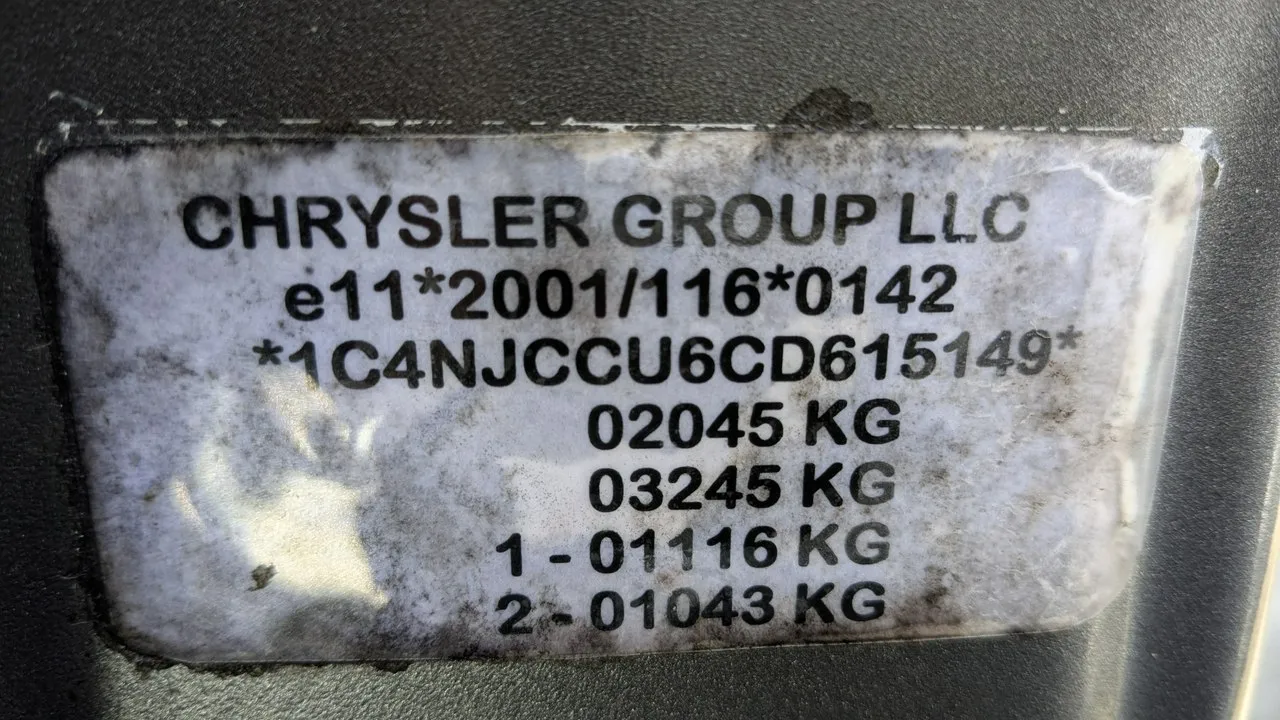 CHRYSLER GROUP LLC
e11*2001/116*0142
*1C4NJCCU6CD615149*
02045 KG
03245 KG
1 - 01116 KG
2 - 01043 KG